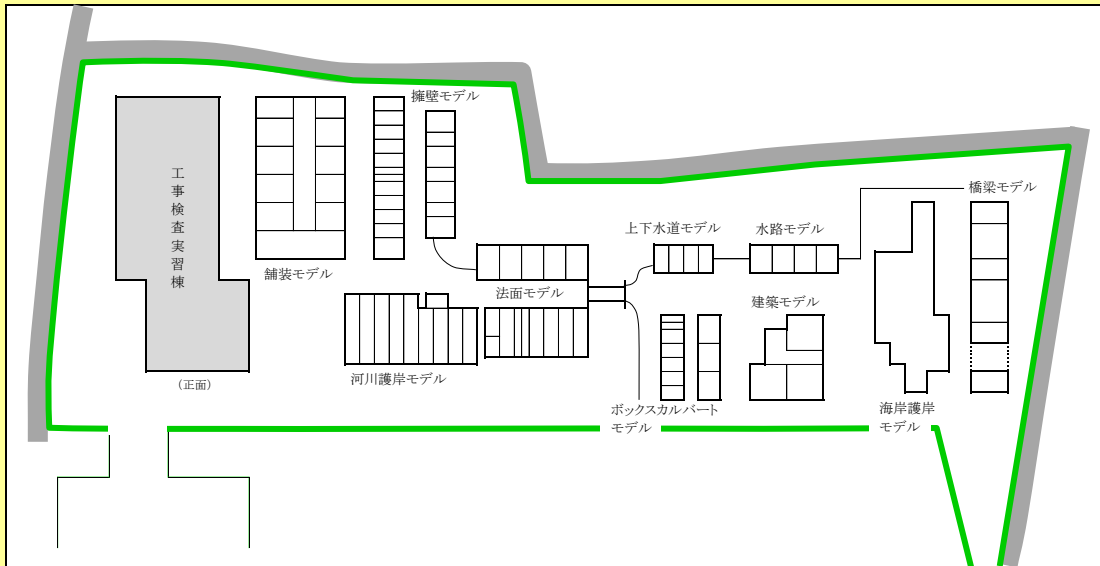 擁壁モデル
工事検査実習棟
橋梁モデル
上下水道モデル
水路モデル
舗装モデル
法面モデル
建築モデル
河川護岸モデル
(正面)
ボックスカルバート
モデル
海岸護岸
モデル